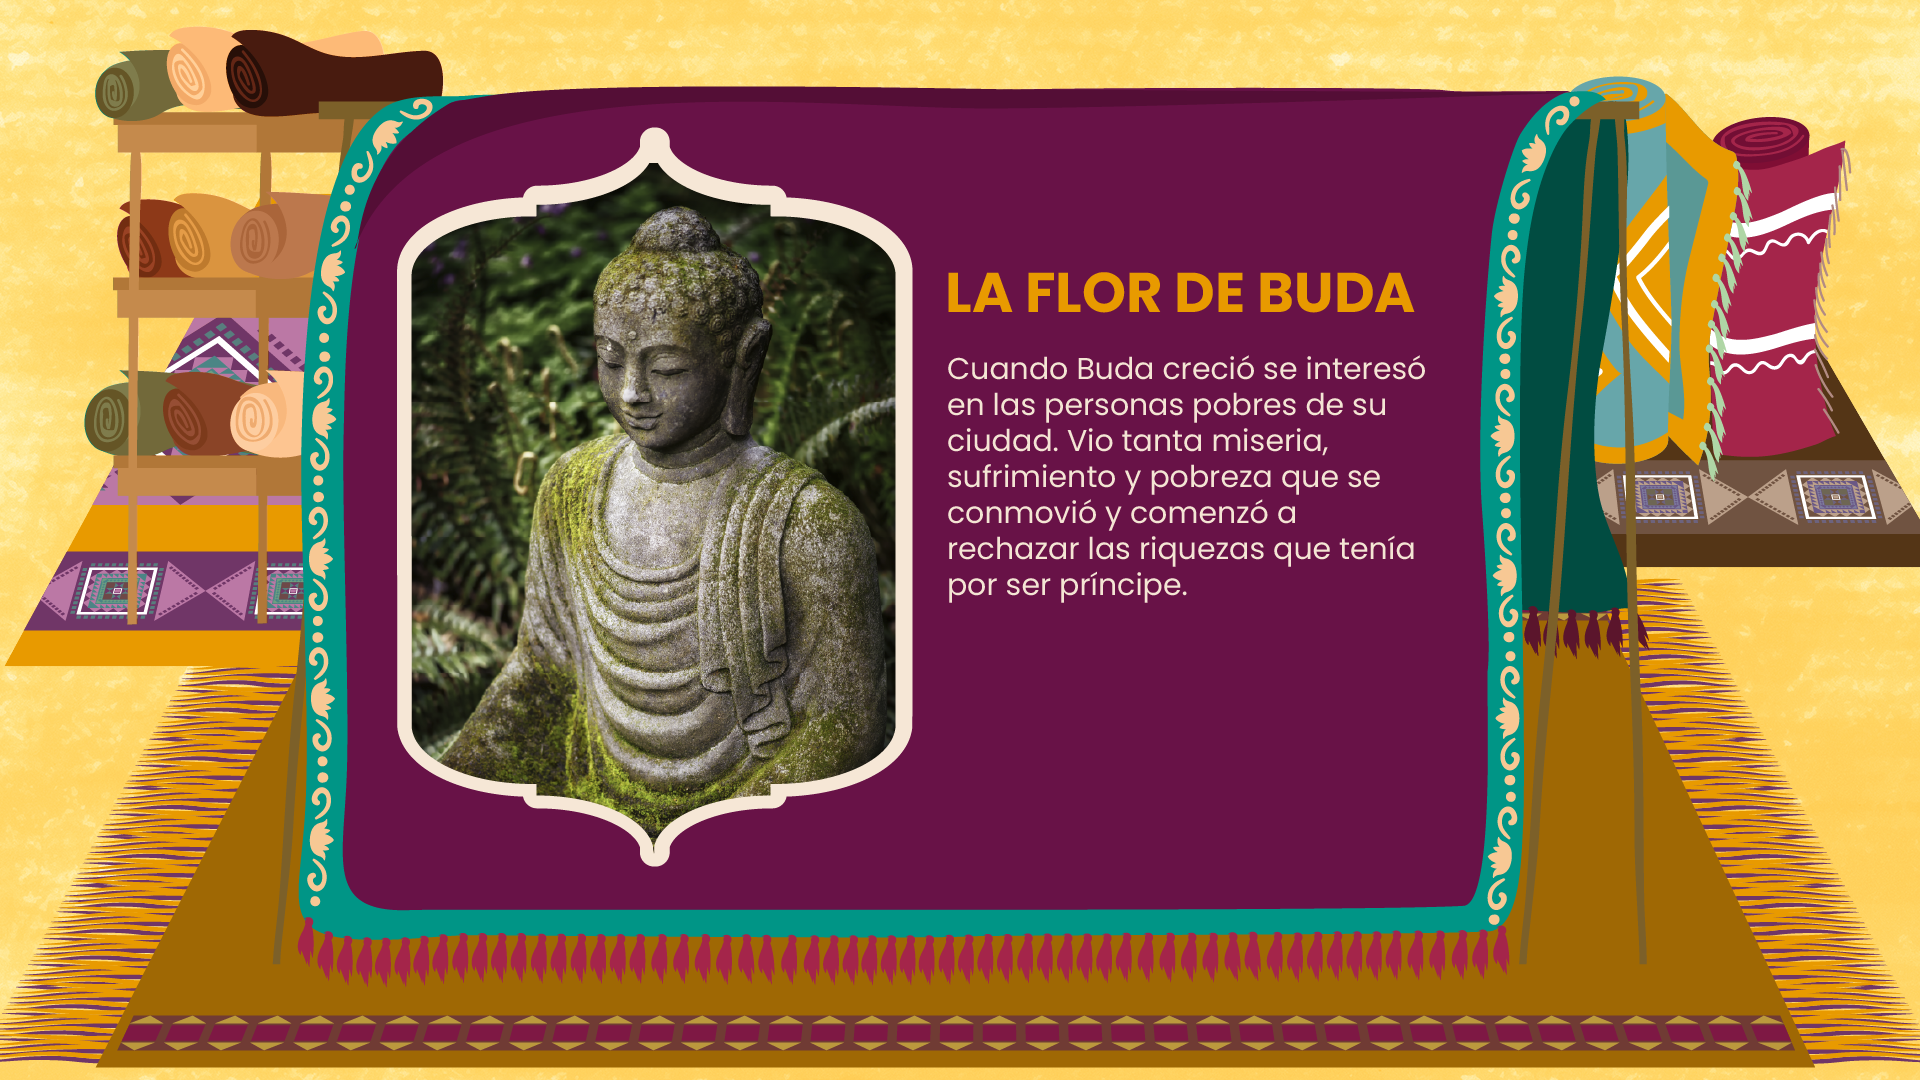 LA FLOR DE BUDA
Cuando Buda creció se interesó
en las personas pobres de su
ciudad. Vio tanta miseria,
sufrimiento y pobreza que se
conmovió y comenzó a
rechazar las riquezas que tenía
por ser príncipe.